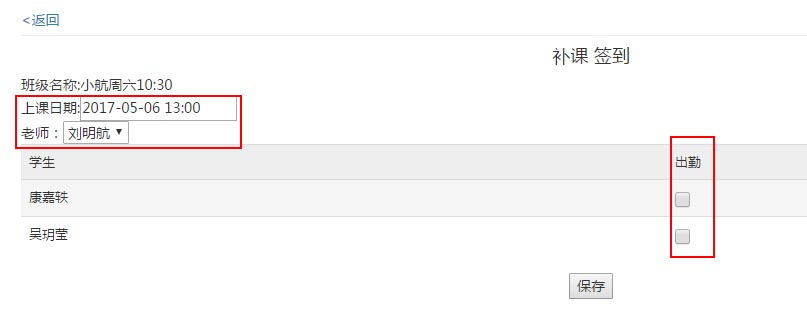 <返回
补课 签到
班级名称:小航周六10:30
上课日期:2017-05-06 13:00
老师：刘明航
学生 出勤
康嘉轶
吴玥莹
保存